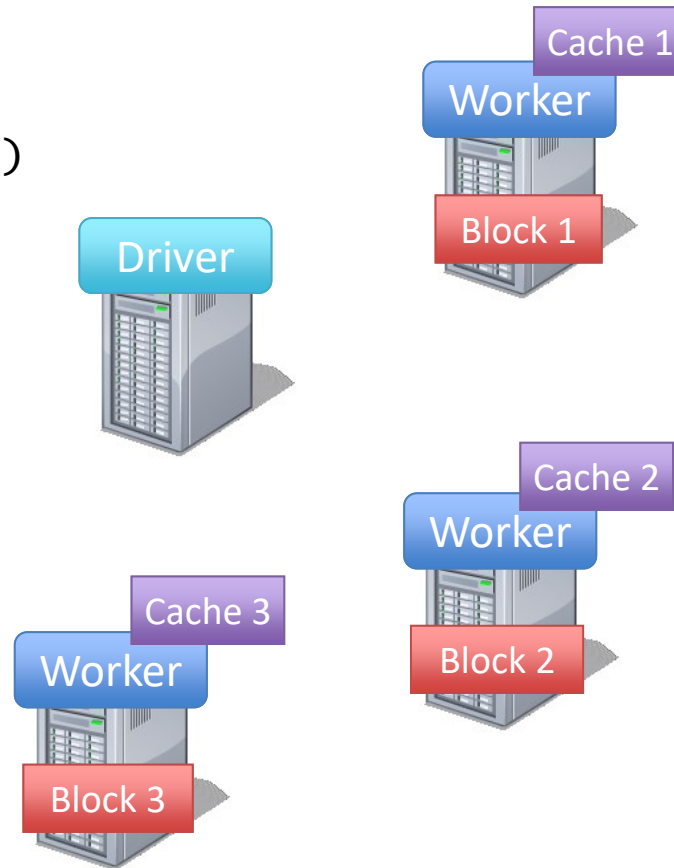 Cache 1
Worker
)
Block 1
Driver
Cache 2
Worker
Cache 3
Block 2
Worker
Block 3